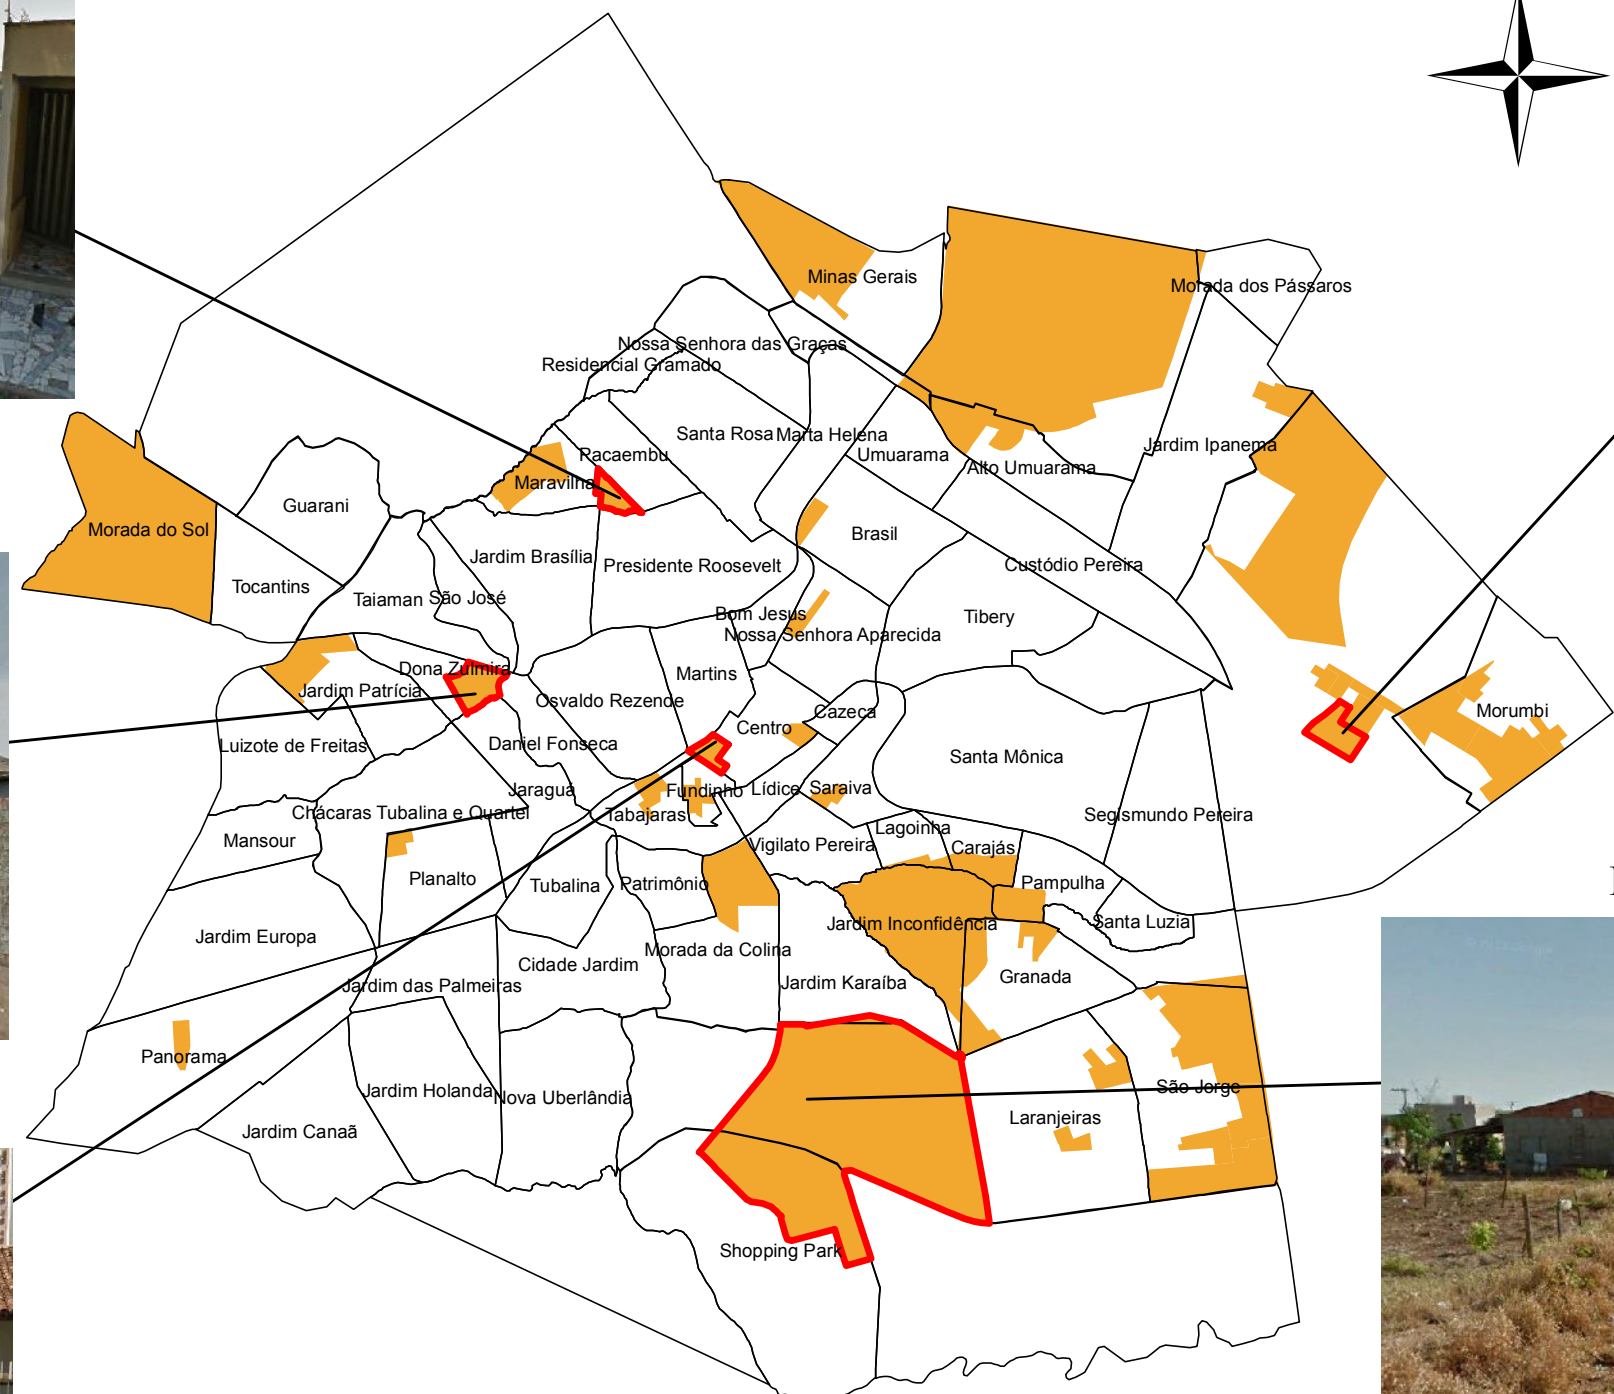 Minas Gerais
Morada dos Pássaros
Nossa Senhora das Graças
Residencial Gramado
Santa Rosa
Marta Helena
Jardim Ipanema
Pacaembu
Umuarama
Alto Umuarama
Maravilha
Guarani
Morada do Sol
Brasil
Jardim Brasília
Presidente Roosevelt
Custódio Pereira
Tocantins
Taiaman
São José
Bom Jesus
Tibery
Nossa Senhora Aparecida
Dona Zulmira
Martins
Jardim Patrícia
Osvaldo Rezende
Cazeca
Morumbi
Centro
Luizote de Freitas
Daniel Fonseca
Santa Mônica
Jaraguá
Fundinho
Lídice
Saraiva
Chácaras Tubalina e Quartel
Tabajaras
Segismundo Pereira
Lagoinha
Mansour
Vigilato Pereira
Carajás
Planalto
Tubalina
Patrimônio
Pampulha
Jardim Inconfidência
Santa Luzia
Jardim Europa
Morada da Colina
Cidade Jardim
Granada
Jardim das Palmeiras
Jardim Karaíba
Panorama
Jardim Holanda
Nova Uberlândia
São Jorge
Laranjeiras
Jardim Canaã
Shopping Park